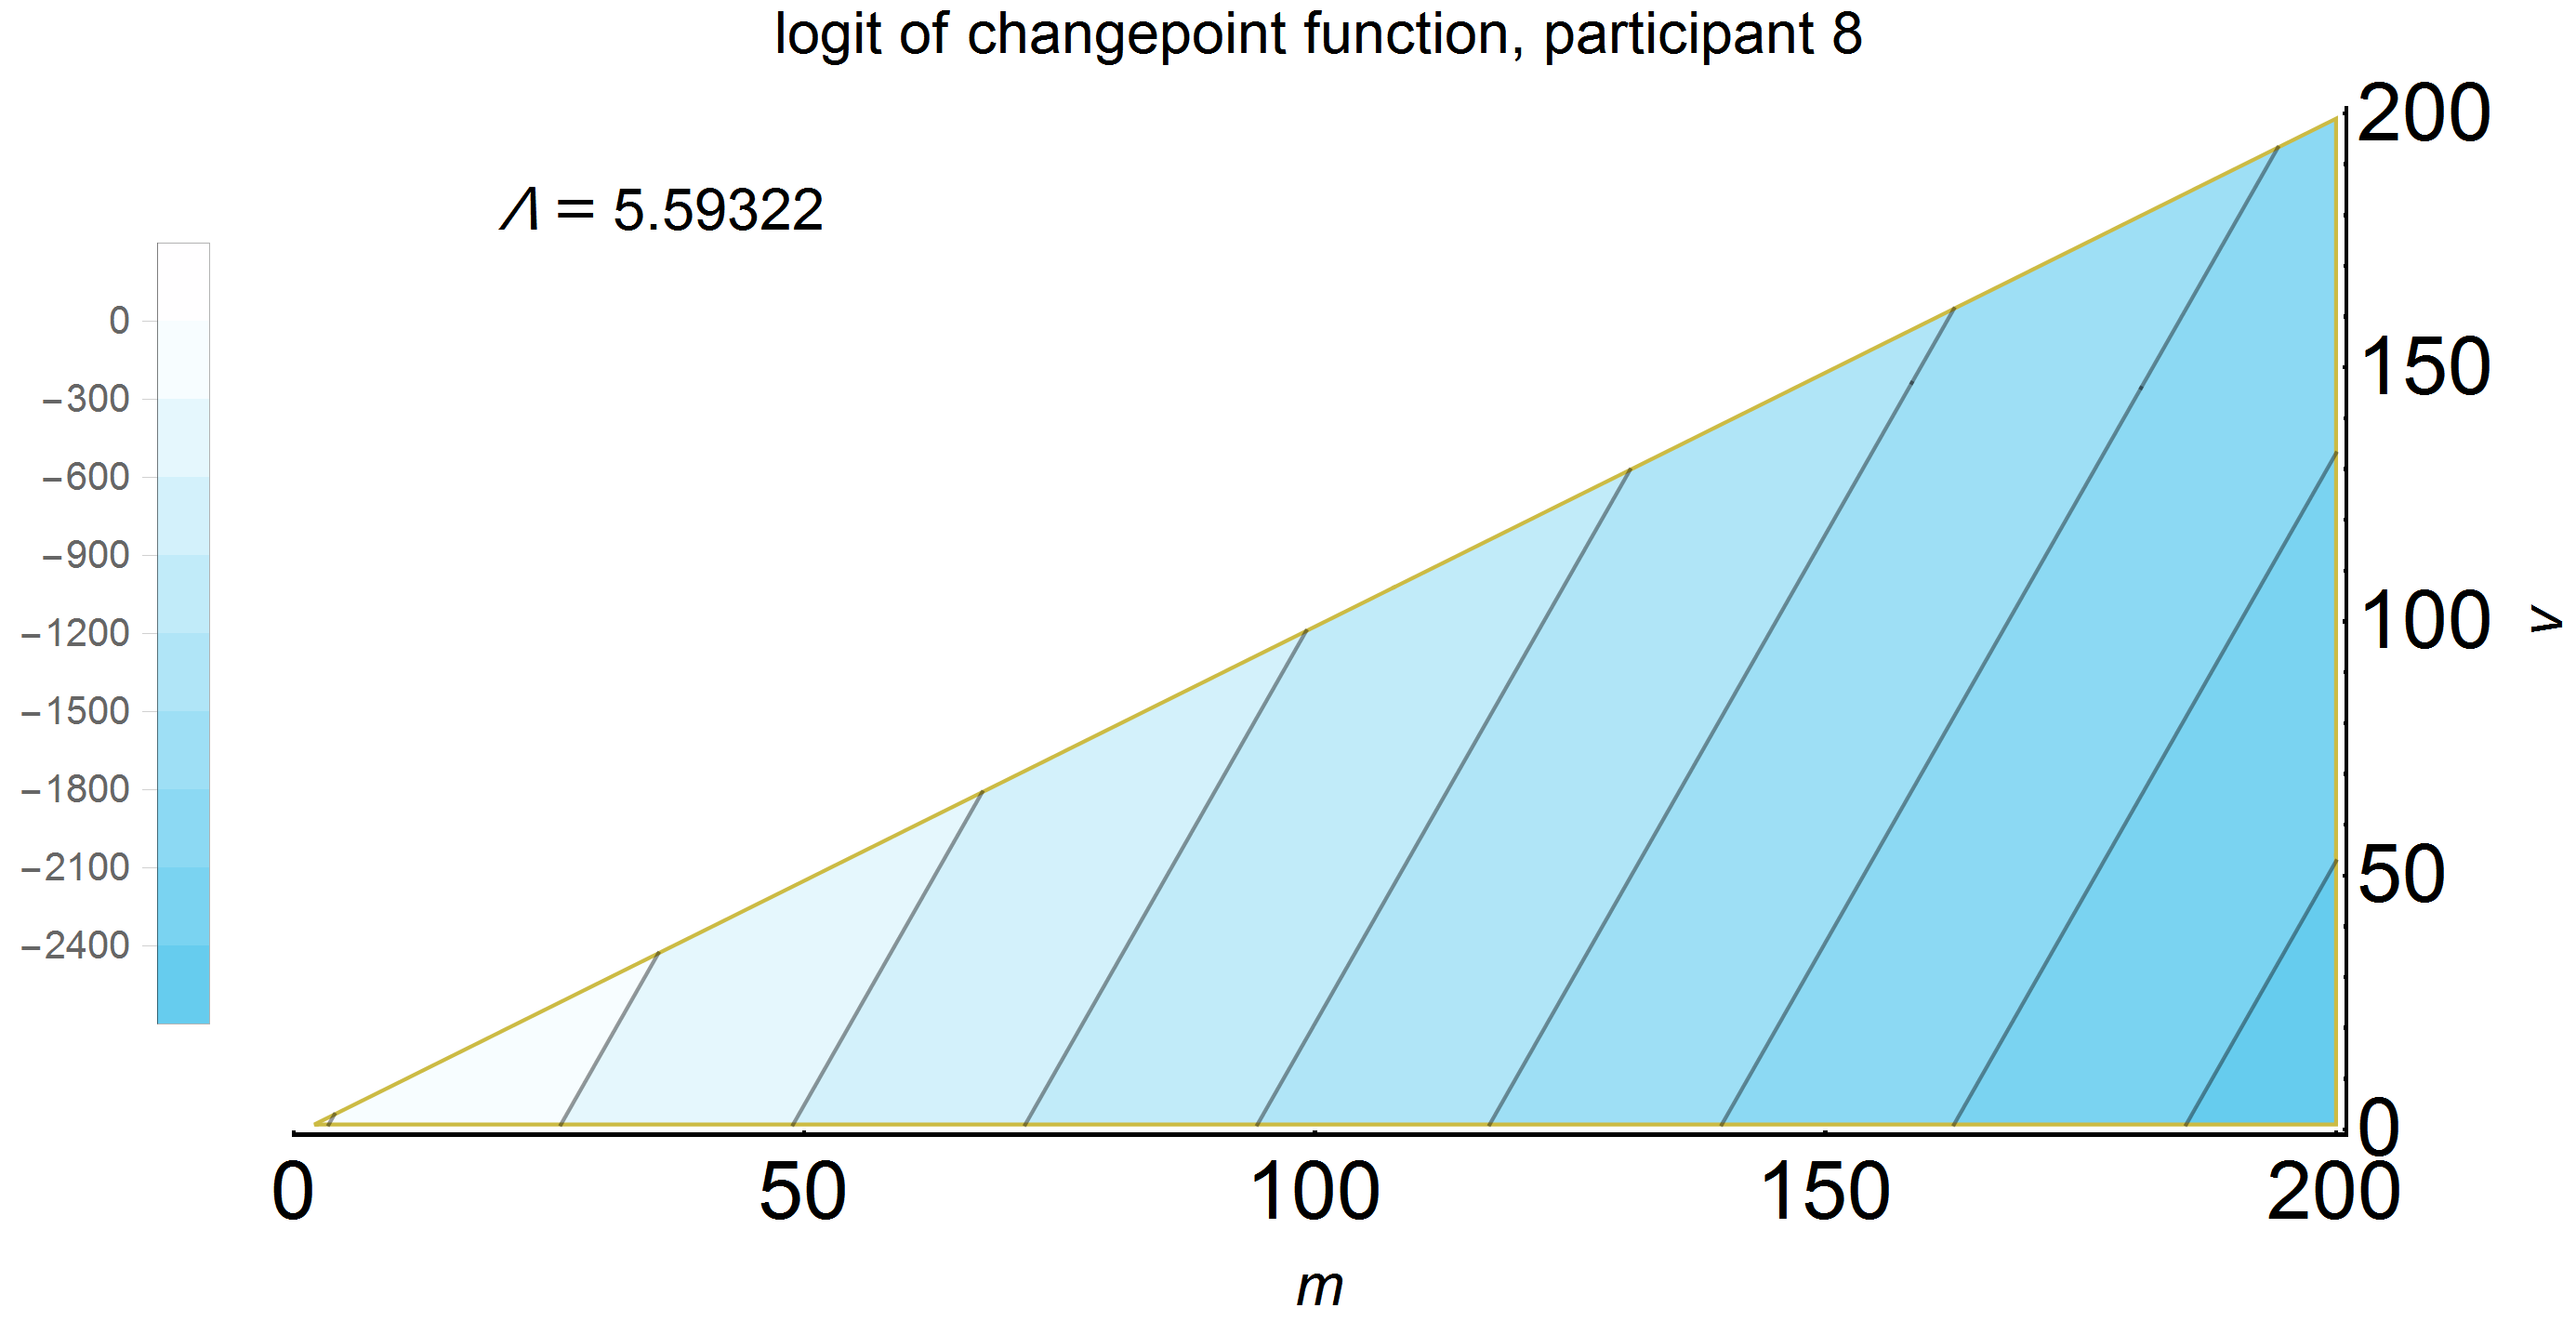 logit of changepoint function, participant 8
Λ = 5.59322
0
−300
−600
−900
−1200
−1500
−1800
−2100
−2400
200
150
100
50
0
ν
0 50 100 150 200
m